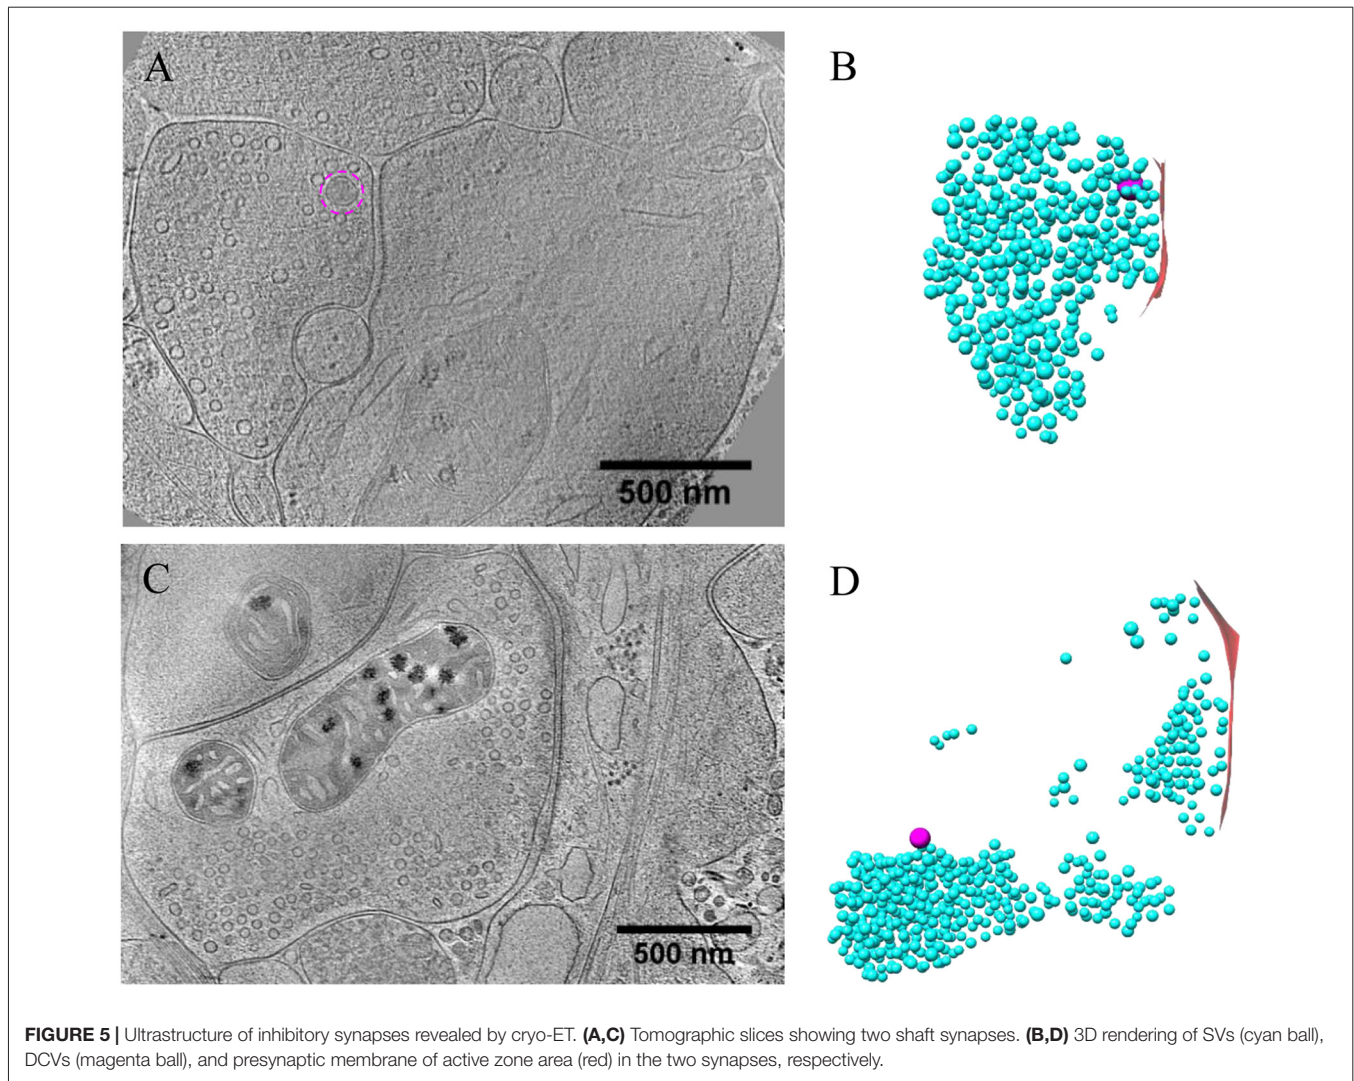 A
B
500 nm
C
D
500 nm
FIGURE 5 | Ultrastructure of inhibitory synapses revealed by cryo-ET. (A,C) Tomographic slices showing two shaft synapses. (B,D) 3D rendering of SVs (cyan ball),
DCVs (magenta ball), and presynaptic membrane of active zone area (red) in the two synapses, respectively.